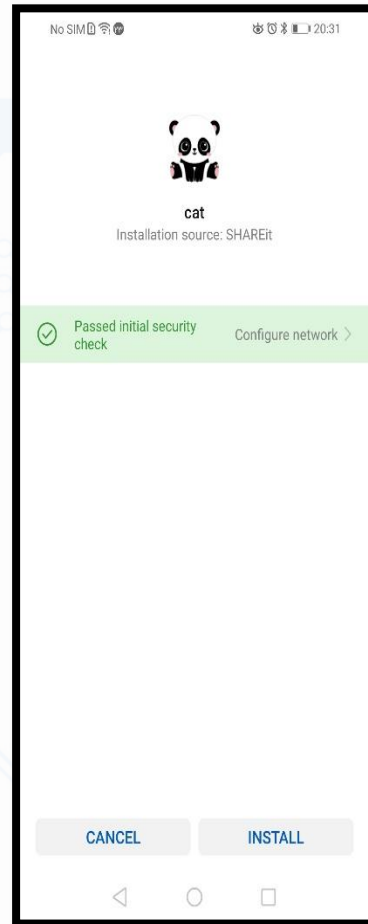 No SIM 20:31
cat
Installation source: SHAREit
Passed initial security Configure network
check
CANCEL INSTALL